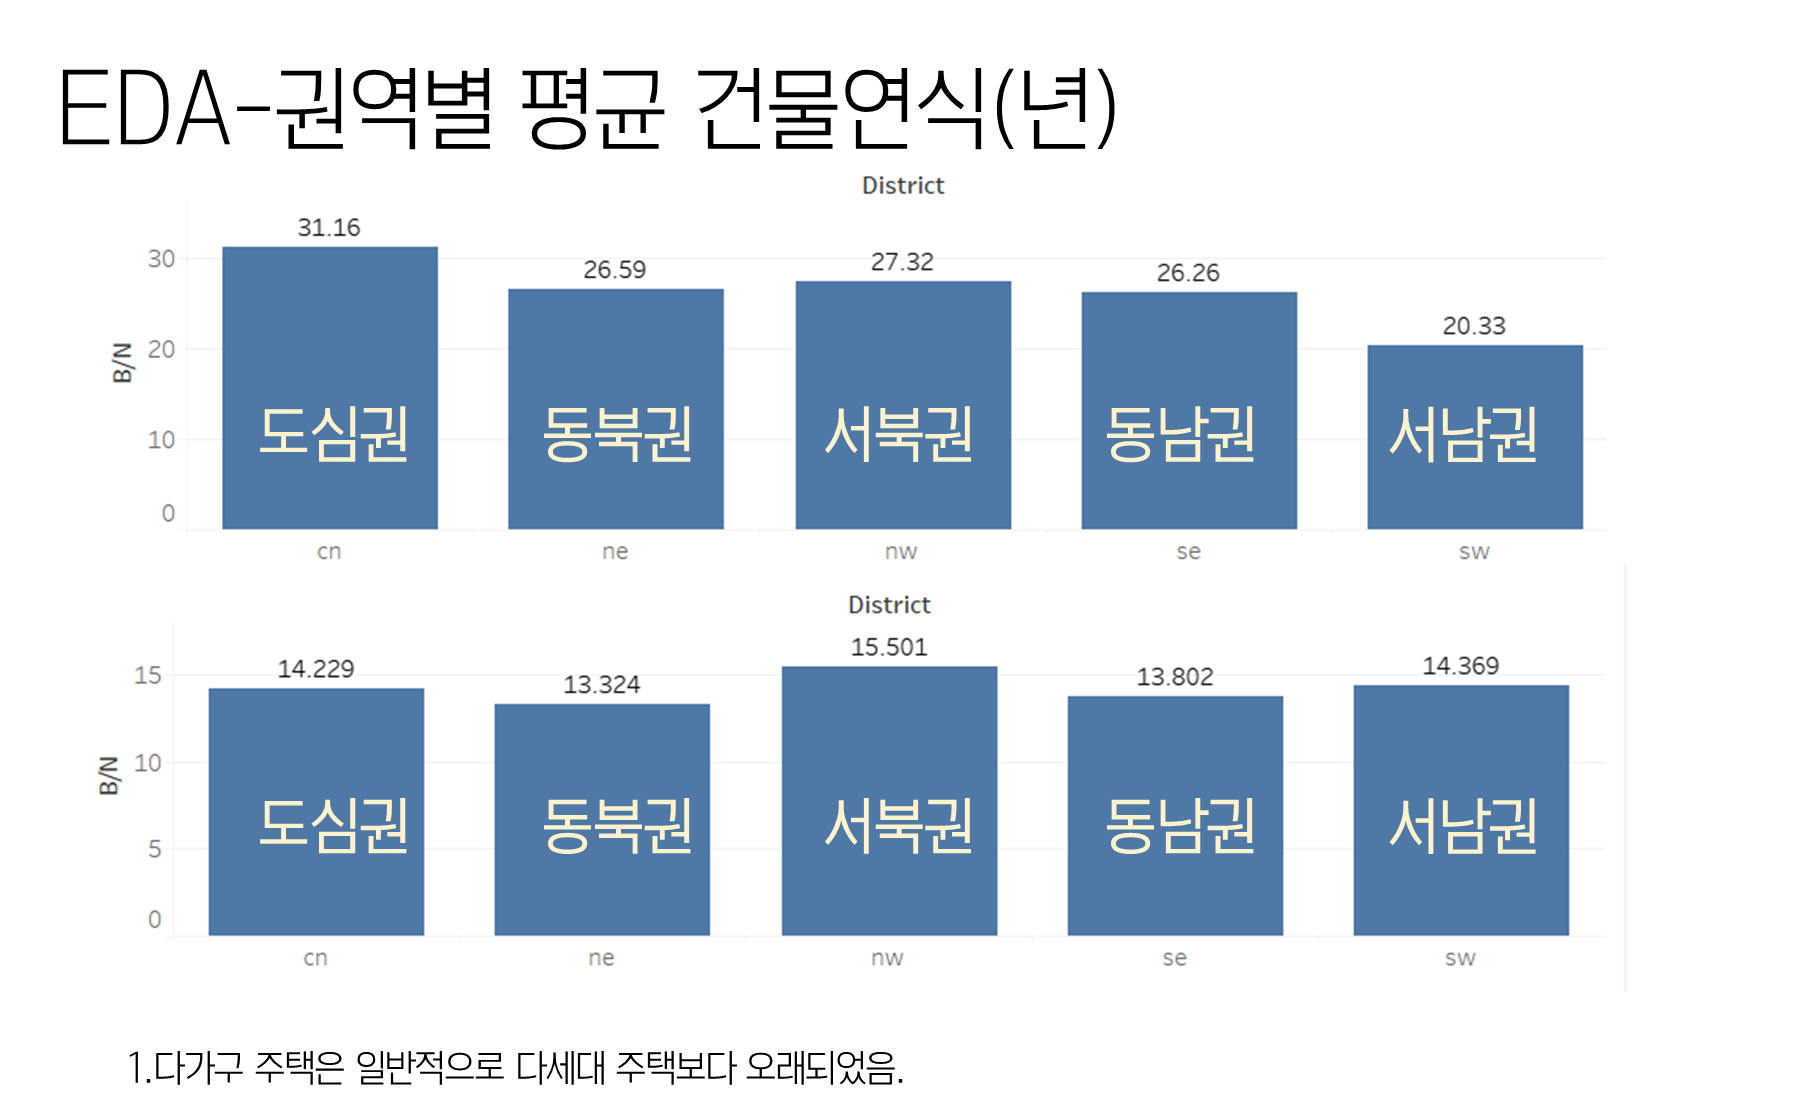 EDA-권역별 평균 건물연식(년)
District
31.16
26.59
27.32
26.26
20.33
30
20
10
0
B/N
도심권
동북권
서북권
동남권
서남권
cn
ne
nw
se
sw
District
14.229
13.324
15.501
13.802
14.369
15
10
5
0
B/N
도심권
동북권
서북권
동남권
서남권
cn
ne
nw
se
sw
1.다가구 주택은 일반적으로 다세대 주택보다 오래되었음.